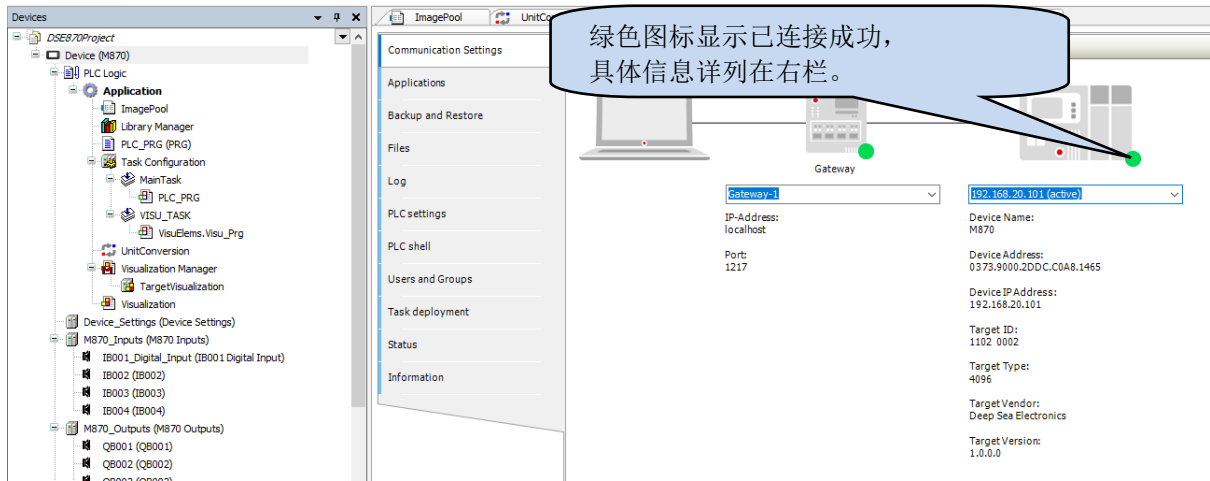 Devices
DSE870Project
Device (M870)
PLC Logic
Application
ImagePool
Library Manager
PLC_PRG (PRG)
Task Configuration
MainTask
PLC_PRG
VISU_TASK
VisuElems.Visu_Prg
UnitConversion
Visualization Manager
TargetVisualization
Visualization
Device_Settings (Device Settings)
M870_Inputs (M870 Inputs)
IB001_Digital_Input (IB001 Digital Input)
IB002 (IB002)
IB003 (IB003)
IB004 (IB004)
M870_Outputs (M870 Outputs)
QB001 (QB001)
QB002 (QB002)
ImagePool
UnitCo
Communication Settings
Applications
Backup and Restore
Files
Log
PLC settings
PLC shell
Users and Groups
Task deployment
Status
Information
绿色图标显示已连接成功，
具体信息详列在右栏。
Gateway
Gateway-1
IP-Address:
localhost
Port:
1217
192.168.20.101 (active)
Device Name:
M870
Device Address:
0373.9000.2DDC.C0A8.1465
Device IP Address:
192.168.20.101
Target ID:
1102 0002
Target Type:
4096
Target Vendor:
Deep Sea Electronics
Target Version:
1.0.0.0